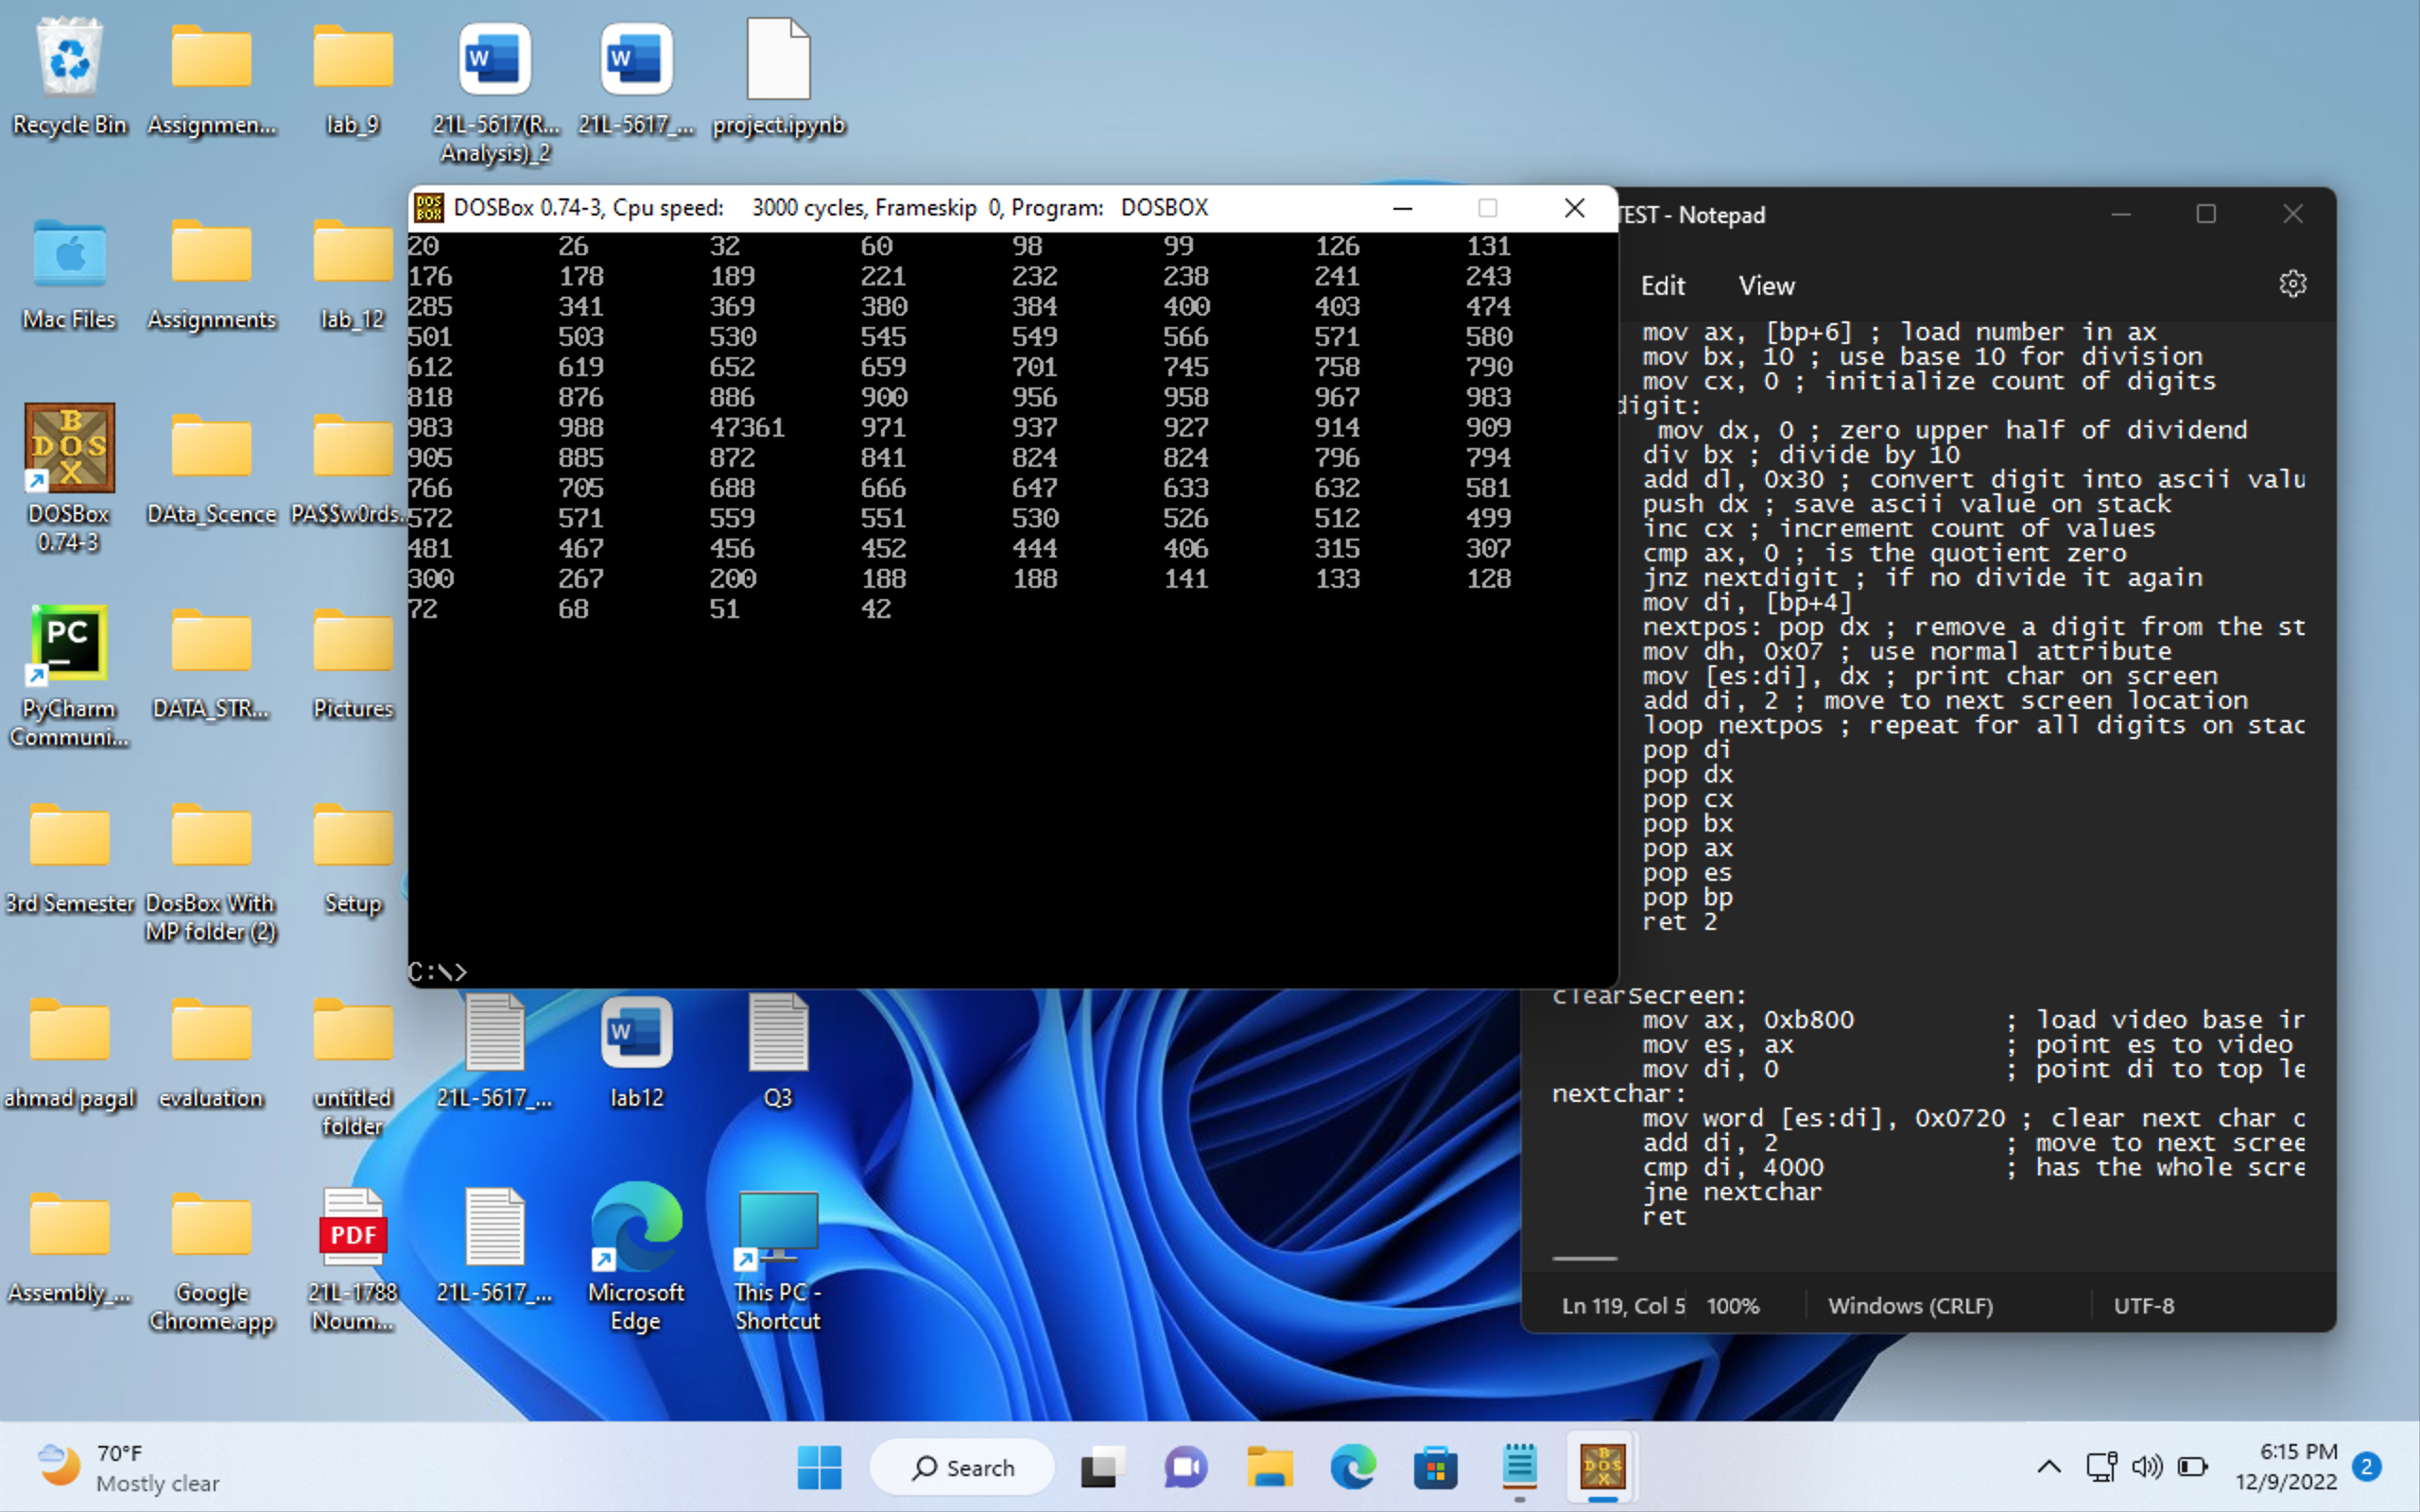 Recycle Bin
Assignmen...
lab_9
21L-5617(R...
Analysis)_2
21L-5617_...
project.ipynb
Mac Files
Assignments
lab_12
DOSBox
0.74-3
DAta_Scence
PA$$w0rds.
PyCharm
Communi...
DATA_STR...
Pictures
3rd Semester
DosBox With
MP folder (2)
Setup
ahmad pagal
evaluation
untitled
folder
21L-5617_...
lab12
Q3
Assembly_...
Google
Chrome.app
21L-1788
Noum...
21L-5617_...
Microsoft
Edge
This PC -
Shortcut
PDF
DOSBox 0.74-3, Cpu speed: 3000 cycles, Frameskip 0, Program: DOSBOX
20 26 32 60 98 99 126 131
176 178 189 221 232 238 241 243
285 341 369 380 384 400 403 474
501 503 530 545 549 566 571 580
612 619 652 659 701 745 758 790
818 876 886 900 956 958 967 983
983 988 47361 971 937 927 914 909
905 885 872 841 824 824 796 794
766 705 688 666 647 633 632 581
572 571 559 551 530 526 512 499
481 467 456 452 444 406 315 307
300 267 200 188 188 141 133 128
72 68 51 42
C:\>
TEST - Notepad
Edit View
mov ax, [bp+6] ; load number in ax
mov bx, 10 ; use base 10 for division
mov cx, 0 ; initialize count of digits
digit:
mov dx, 0 ; zero upper half of dividend
div bx ; divide by 10
add dl, 0x30 ; convert digit into ascii valu
push dx ; save ascii value on stack
inc cx ; increment count of values
cmp ax, 0 ; is the quotient zero
jnz nextdigit ; if no divide it again
mov di, [bp+4]
nextpos: pop dx ; remove a digit from the st
mov dh, 0x07 ; use normal attribute
mov [es:di], dx ; print char on screen
add di, 2 ; move to next screen location
loop nextpos ; repeat for all digits on stac
pop di
pop dx
pop cx
pop bx
pop ax
pop es
pop bp
ret 2
clearSecreen:
mov ax, 0xb800 ; load video base in
mov es, ax ; point es to video
mov di, 0 ; point di to top le
nextchar:
mov word [es:di], 0x0720 ; clear next char o
add di, 2 ; move to next scree
cmp di, 4000 ; has the whole scre
jne nextchar
ret
Ln 119, Col 5 100% Windows (CRLF) UTF-8
70°F
Mostly clear
Search
6:15 PM
12/9/2022
2